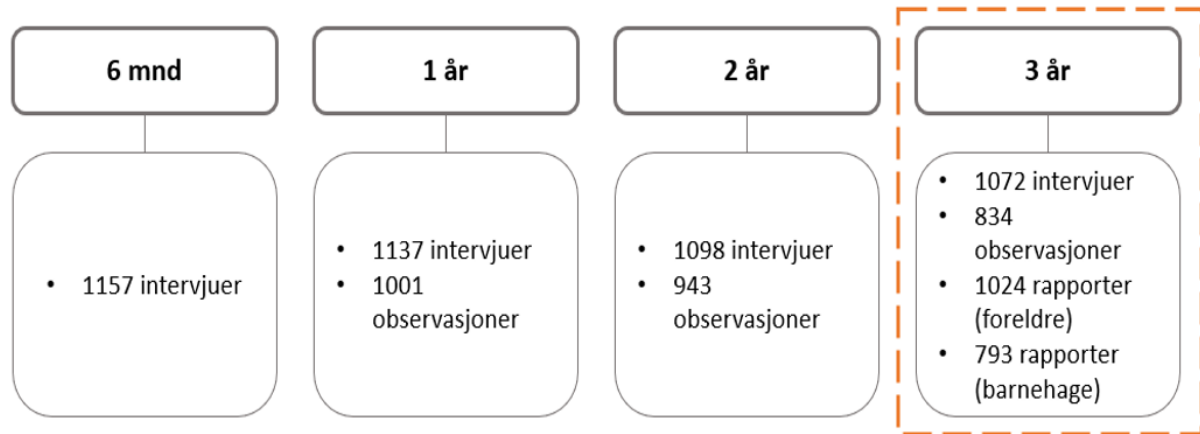 6 mnd
• 1157 intervjuer
1 år
• 1137 intervjuer
• 1001
observasjoner
2 år
• 1098 intervjuer
• 943
observasjoner
3 år
• 1072 intervjuer
• 834
observasjoner
• 1024 rapporter
(foreldre)
• 793 rapporter
(barnehage)